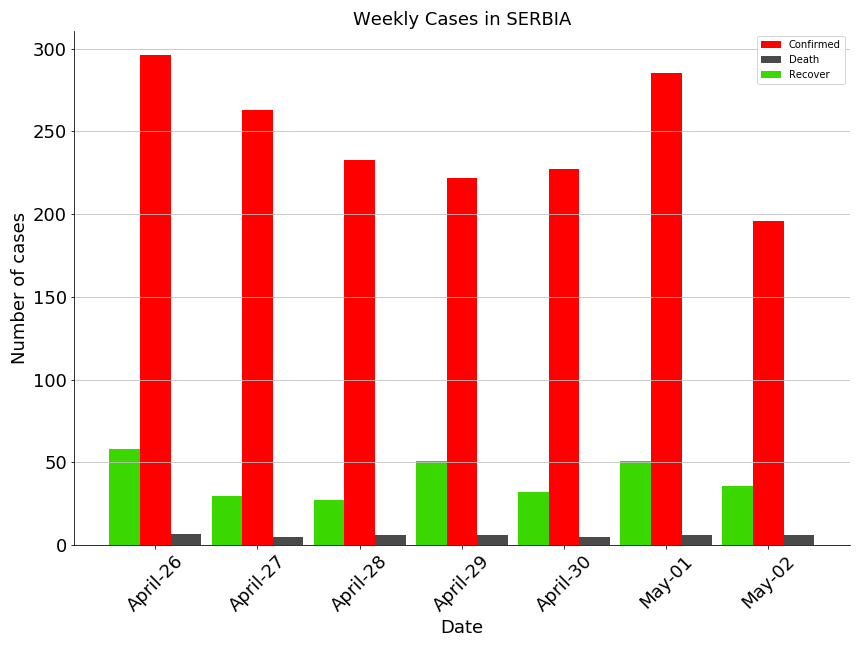 Weekly Cases in SERBIA
Confirmed
Death
Recover
Number of cases
300
250
200
150
100
50
0
April-26
April-27
April-28
April-29
April-30
May-01
May-02
Date